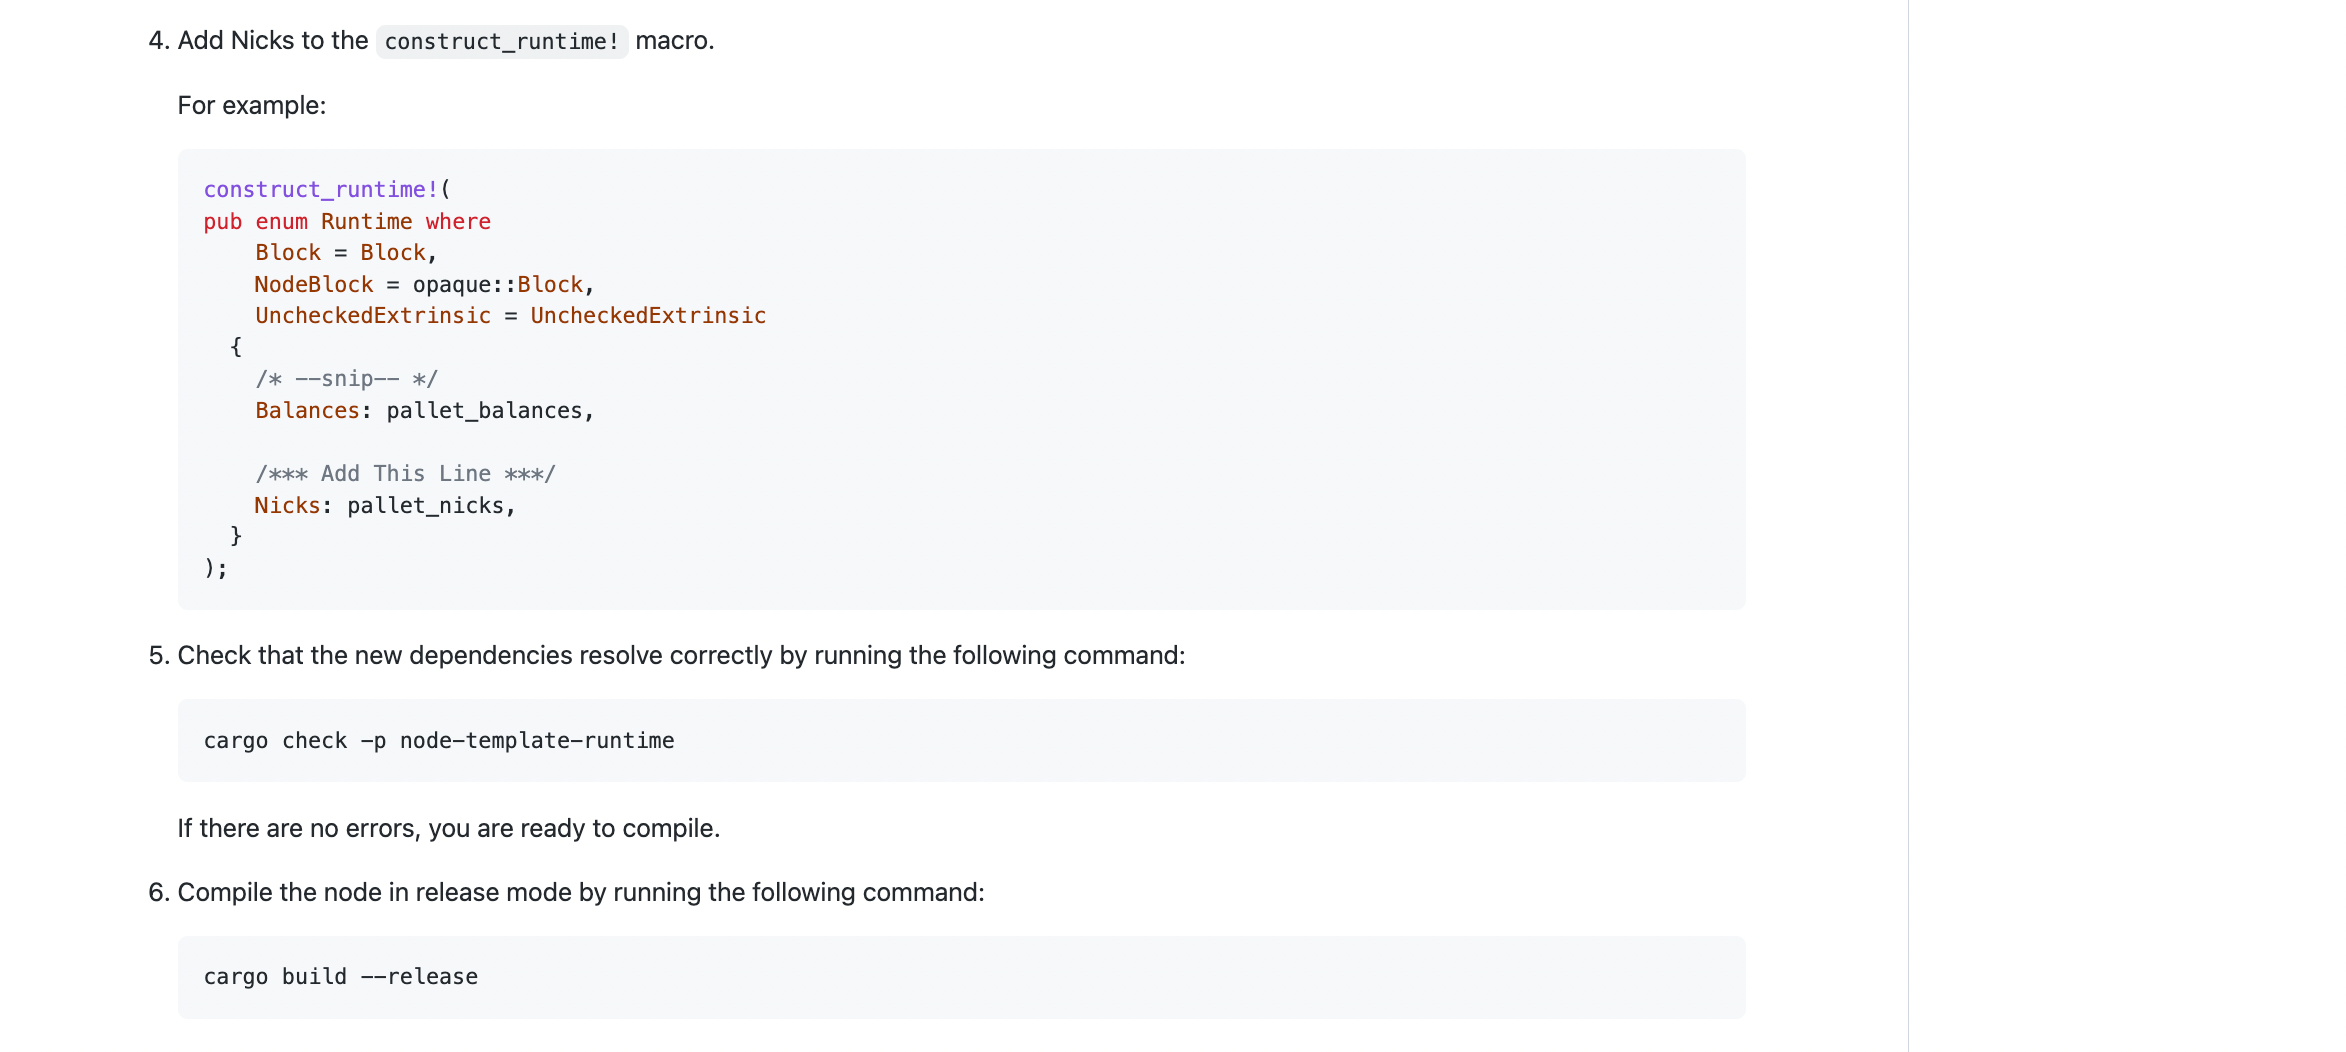 4. Add Nicks to the construct_runtime! macro.
For example:
construct_runtime!(
pub enum Runtime where
    Block = Block,
    NodeBlock = opaque::Block,
    UncheckedExtrinsic = UncheckedExtrinsic
  {
    /* --snip-- */
    Balances: pallet_balances,

    /*** Add This Line ***/
    Nicks: pallet_nicks,
  }
);
5. Check that the new dependencies resolve correctly by running the following command:
cargo check -p node-template-runtime
If there are no errors, you are ready to compile.
6. Compile the node in release mode by running the following command:
cargo build --release